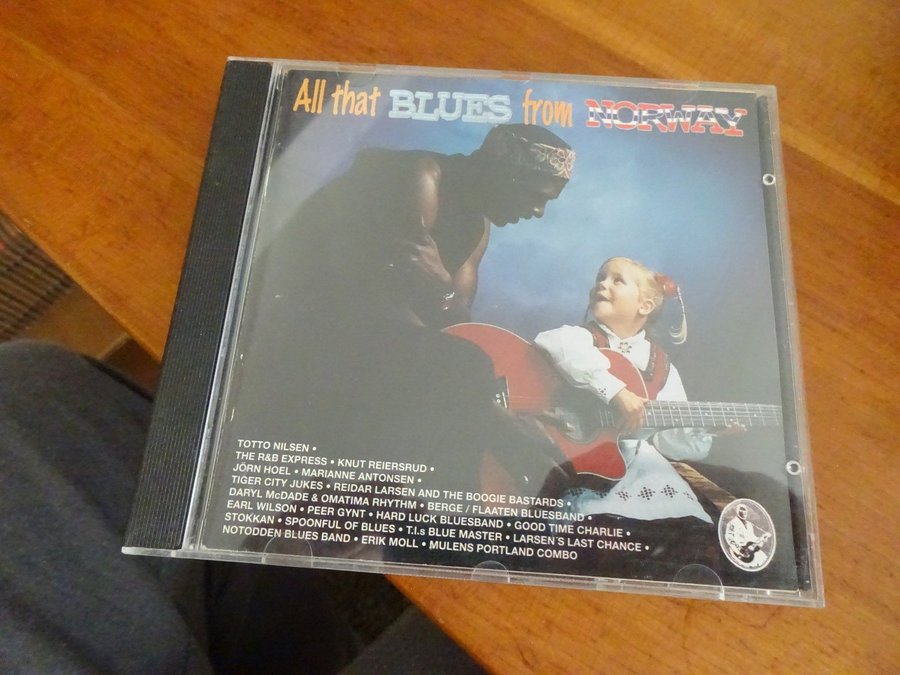 All that BLUES from NORWAY
TOTTO NILSEN •
THE R&B EXPRESS • KNUT REIERSRUD •
JÖRN HOEL • MARIANNE ANTONSEN •
TIGER CITY JUKES • REIDAR LARSEN AND THE BOOGIE BASTARDS •
DARYL McDADE & OMATIMA RHYTHM • BERGE / FLAATEN BLUESBAND •
EARL WILSON • PEER GYNT • HARD LUCK BLUESBAND • GOOD TIME CHARLIE •
STOKKAN • SPOONFUL OF BLUES • T.I.s BLUE MASTER • LARSEN'S LAST CHANCE •
NOTODDEN BLUES BAND • ERIK MOLL • MULENS PORTLAND COMBO